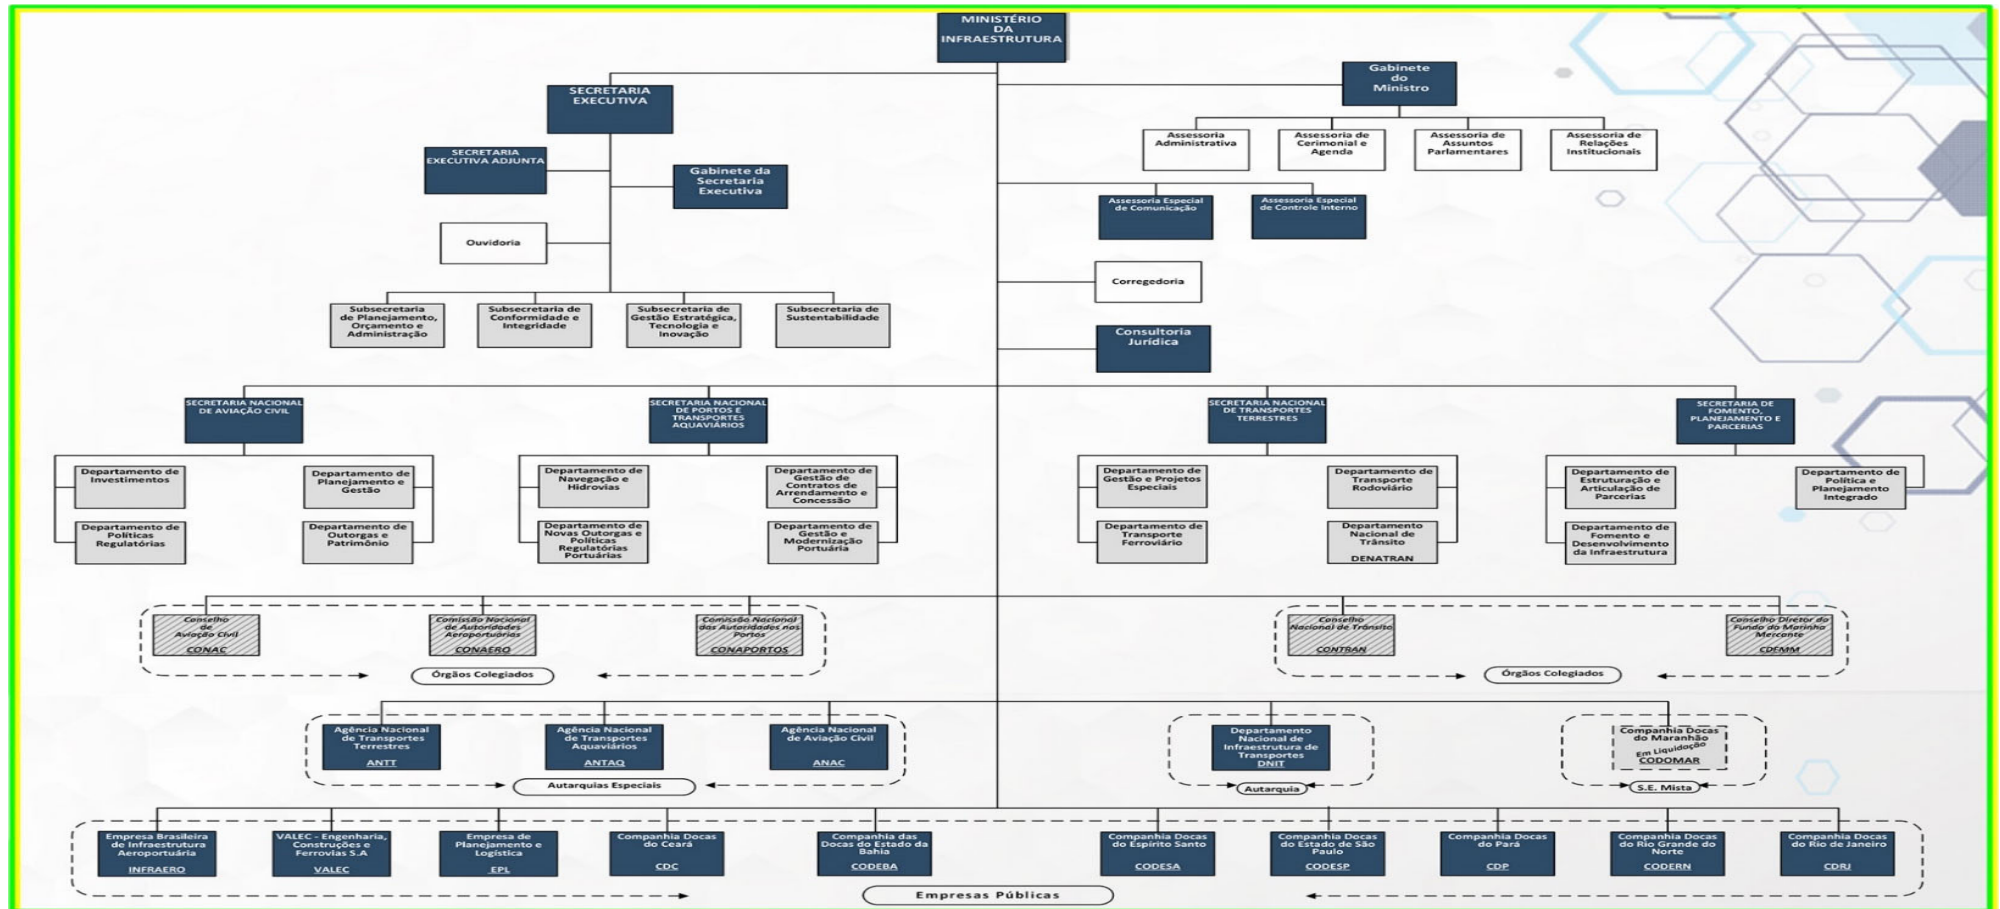 MINISTÉRIO
DA
INFRAESTRUTURA
SECRETARIA
EXECUTIVA
Gabinete
do
Ministro
Assessoria
Administrativa
Assessoria de
Cerimonial e
Agenda
Assessoria de
Assuntos
Parlamentares
Assessoria de
Relações
Institucionais
SECRETARIA
EXECUTIVA ADJUNTA
Gabinete da
Secretaria
Executiva
Assessoria Especial
de Comunicação
Assessoria Especial
de Controle Interno
Ouvidoria
Corregedoria
Subsecretaria
de Planejamento,
Orçamento e
Administração
Subsecretaria de
Conformidade e
Integridade
Subsecretaria de
Gestão Estratégica,
Tecnologia e
Inovação
Subsecretaria de
Sustentabilidade
Consultoria
Jurídica
SECRETARIA NACIONAL
DE AVIAÇÃO CIVIL
SECRETARIA NACIONAL
DE PORTOS E
TRANSPORTES
AQUAVIÁRIOS
SECRETARIA NACIONAL
DE TRANSPORTES
TERRESTRES
SECRETARIA DE
FOMENTO,
PLANEJAMENTO E
PARCERIAS
Departamento de
Investimentos
Departamento de
Planejamento e
Gestão
Departamento de
Navegação e
Hidrovias
Departamento de
Gestão de
Contratos de
Arrendamento e
Concessão
Departamento de
Gestão e Projetos
Especiais
Departamento de
Transporte
Rodoviário
Departamento de
Estruturação e
Articulação de
Parcerias
Departamento de
Política e
Planejamento
Integrado
Departamento de
Políticas
Regulatórias
Departamento de
Outorgas e
Patrimônio
Departamento de
Novas Outorgas e
Políticas
Regulatórias
Portuárias
Departamento de
Gestão e
Modernização
Portuária
Departamento de
Transporte
Ferroviário
Departamento
Nacional de
Trânsito
DENATRAN
Departamento de
Fomento e
Desenvolvimento
da Infraestrutura
Conselho
de
Aviação Civil
CONAC
Comissão Nacional
de Autoridades
Aeroportuárias
CONAERO
Comissão Nacional
das Autoridades nos
Portos
CONAPORTOS
Conselho
Nacional de Trânsito
CONTRAN
Conselho Diretor do
Fundo da Marinha
Mercante
CDFMM
Órgãos Colegiados
Órgãos Colegiados
Agência Nacional
de Transportes
Terrestres
ANTT
Agência Nacional
de Transportes
Aquaviários
ANTAQ
Agência Nacional
de Aviação Civil
ANAC
Departamento
Nacional de
Infraestrutura de
Transportes
DNIT
Companhia Docas
do Maranhão
Em Liquidação
CODOMAR
Autarquias Especiais
Autarquia
S.E. Mista
Empresa Brasileira
de Infraestrutura
Aeroportuária
INFRAERO
VALEC - Engenharia,
Construções e
Ferrovias S.A
VALEC
Empresa de
Planejamento e
Logística
EPL
Companhia Docas
do Ceará
CDC
Companhia das
Docas do Estado da
Bahia
CODEBA
Companhia Docas
do Espírito Santo
CODESA
Companhia Docas
do Estado de São
Paulo
CODESP
Companhia Docas
do Pará
CDP
Companhia Docas
do Rio Grande do
Norte
CODERN
Companhia Docas
do Rio de Janeiro
CDRJ
Empresas Públicas